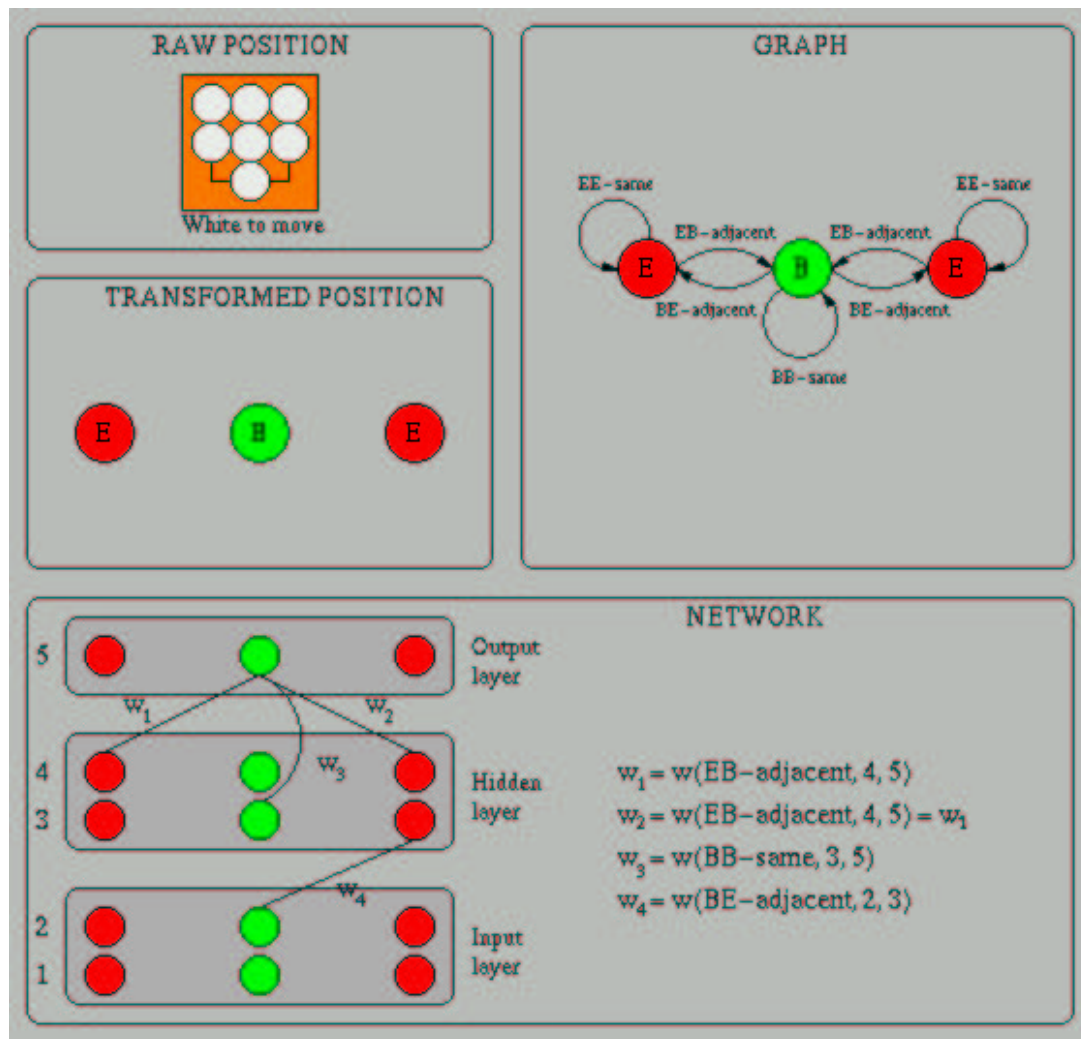 RAW POSITION
White to move
GRAPH
EE-same
EE-same
EB-adjacent
EB-adjacent
E
B
E
BE-adjacent
BE-adjacent
BB-same
TRANSFORMED POSITION
E
B
E
NETWORK
5
Output
layer
w1
w2
w3
4
Hidden
3
layer
w4
2
Input
1
layer
w1 = w(EB-adjacent, 4, 5)
w2 = w(EB-adjacent, 4, 5) = w1
w3 = w(BB-same, 3, 5)
w4 = w(BE-adjacent, 2, 3)